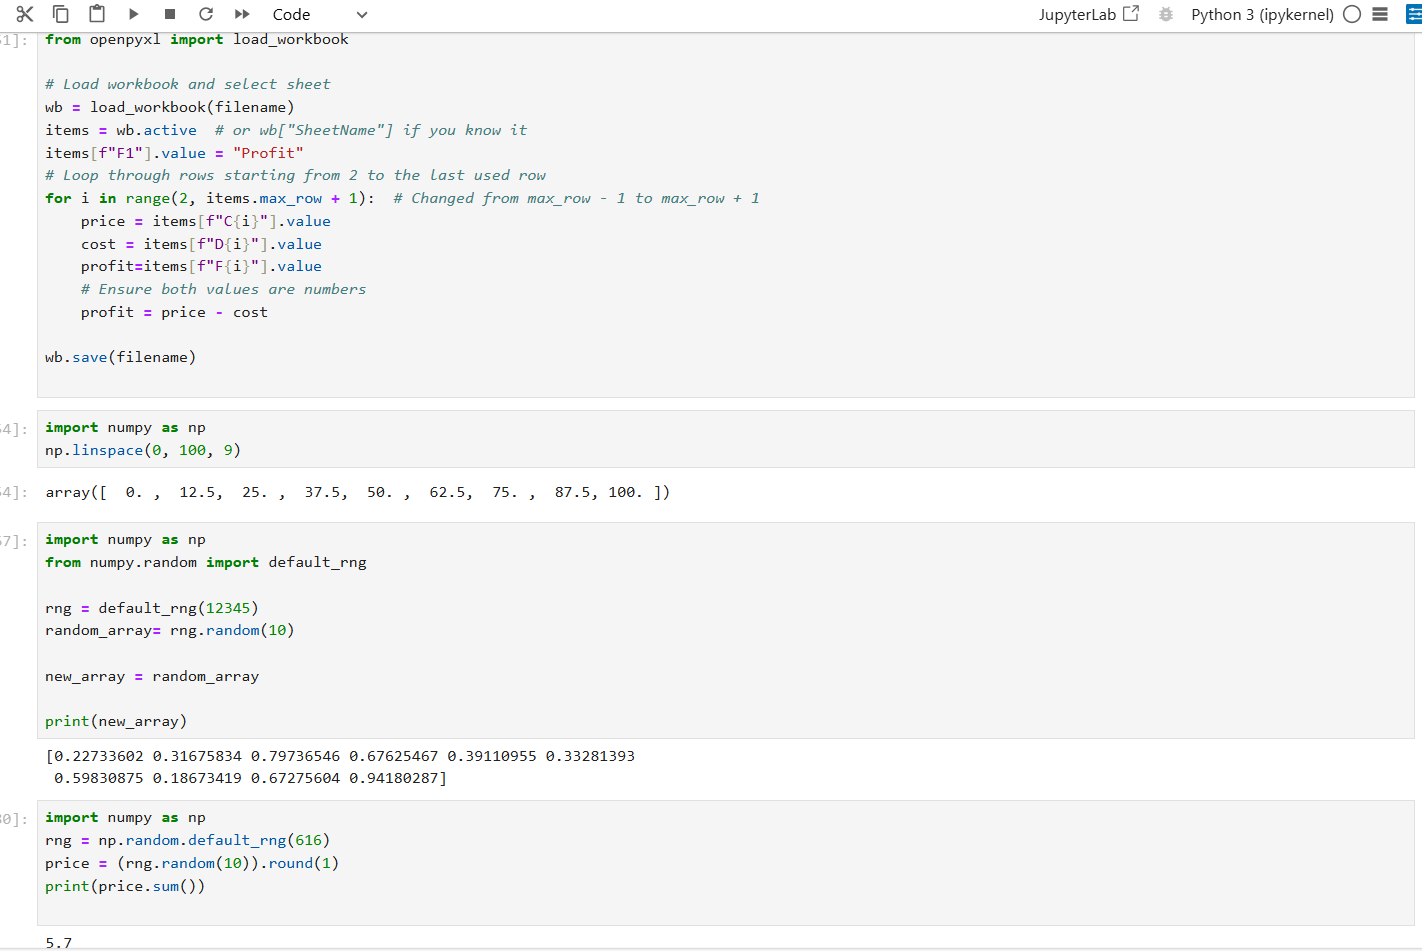 Code
JupyterLab
Python 3 (ipykernel)
1]:
from openpyxl import load_workbook
# Load workbook and select sheet
wb = load_workbook(filename)
items = wb.active  # or wb["SheetName"] if you know it
items[f"F1"].value = "Profit"
# Loop through rows starting from 2 to the last used row
for i in range(2, items.max_row + 1):  # Changed from max_row - 1 to max_row + 1
    price = items[f"C{i}"].value
    cost = items[f"D{i}"].value
    profit=items[f"F{i}"].value
    # Ensure both values are numbers
    profit = price - cost
wb.save(filename)
4]:
import numpy as np
np.linspace(0, 100, 9)
4]:
array([  0. ,  12.5,  25. ,  37.5,  50. ,  62.5,  75. ,  87.5, 100. ])
7]:
import numpy as np
from numpy.random import default_rng
rng = default_rng(12345)
random_array= rng.random(10)
new_array = random_array
print(new_array)
[0.22733602 0.31675834 0.79736546 0.67625467 0.39110955 0.33281393
 0.59830875 0.18673419 0.67275604 0.94180287]
0]:
import numpy as np
rng = np.random.default_rng(616)
price = (rng.random(10)).round(1)
print(price.sum())
5.7